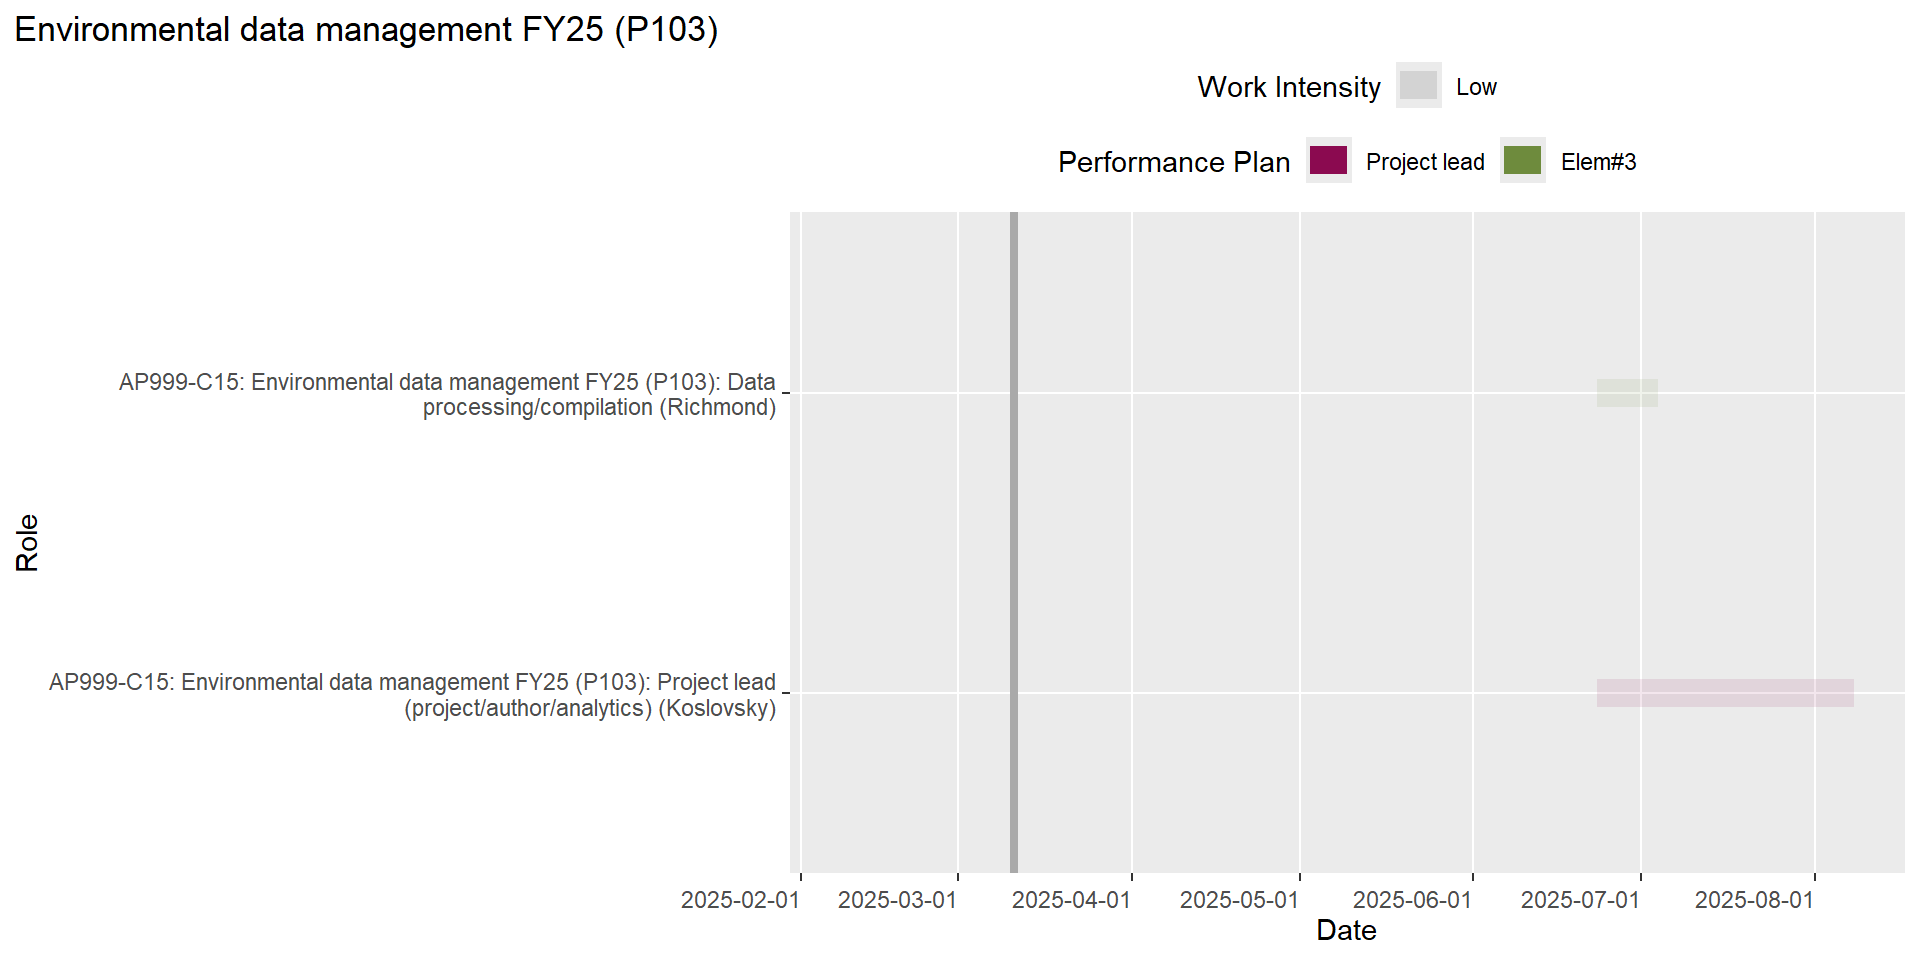 Environmental data management FY25 (P103)
Work Intensity Low
Performance Plan Project lead Elem#3
AP999-C15: Environmental data management FY25 (P103): Data
processing/compilation (Richmond)
Role
AP999-C15: Environmental data management FY25 (P103): Project lead
(project/author/analytics) (Koslovsky)
2025-02-01 2025-03-01 2025-04-01 2025-05-01 2025-06-01 2025-07-01 2025-08-01
Date